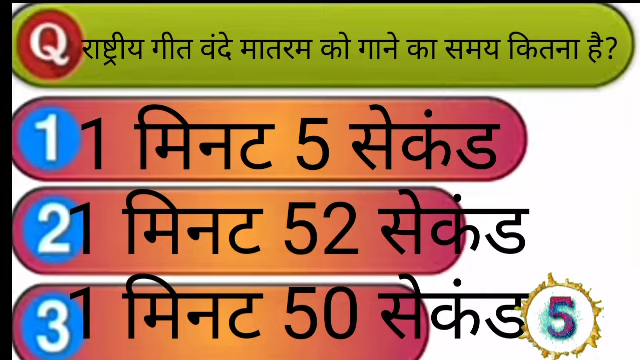 Q राष्ट्रीय गीत वंदे मातरम को गाने का समय कितना है?
1 1 मिनट 5 सेकंड
2 1 मिनट 52 सेकंड
3 1 मिनट 50 सेकंड 5